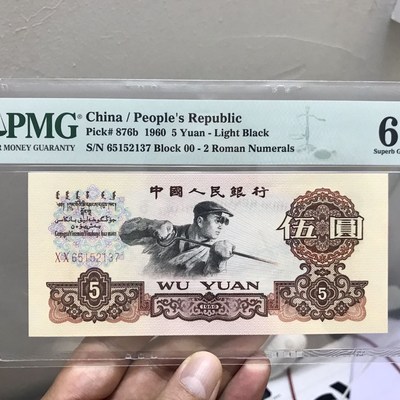 PMG
MONEY GUARANTY
China / People's Republic
Pick# 876b 1960 5 Yuan - Light Black
S/N 65152137 Block 00 - 2 Roman Numerals
6
Superb G
中國人民銀行
伍圓
X X 65152137
5
WU YUAN
1960
5